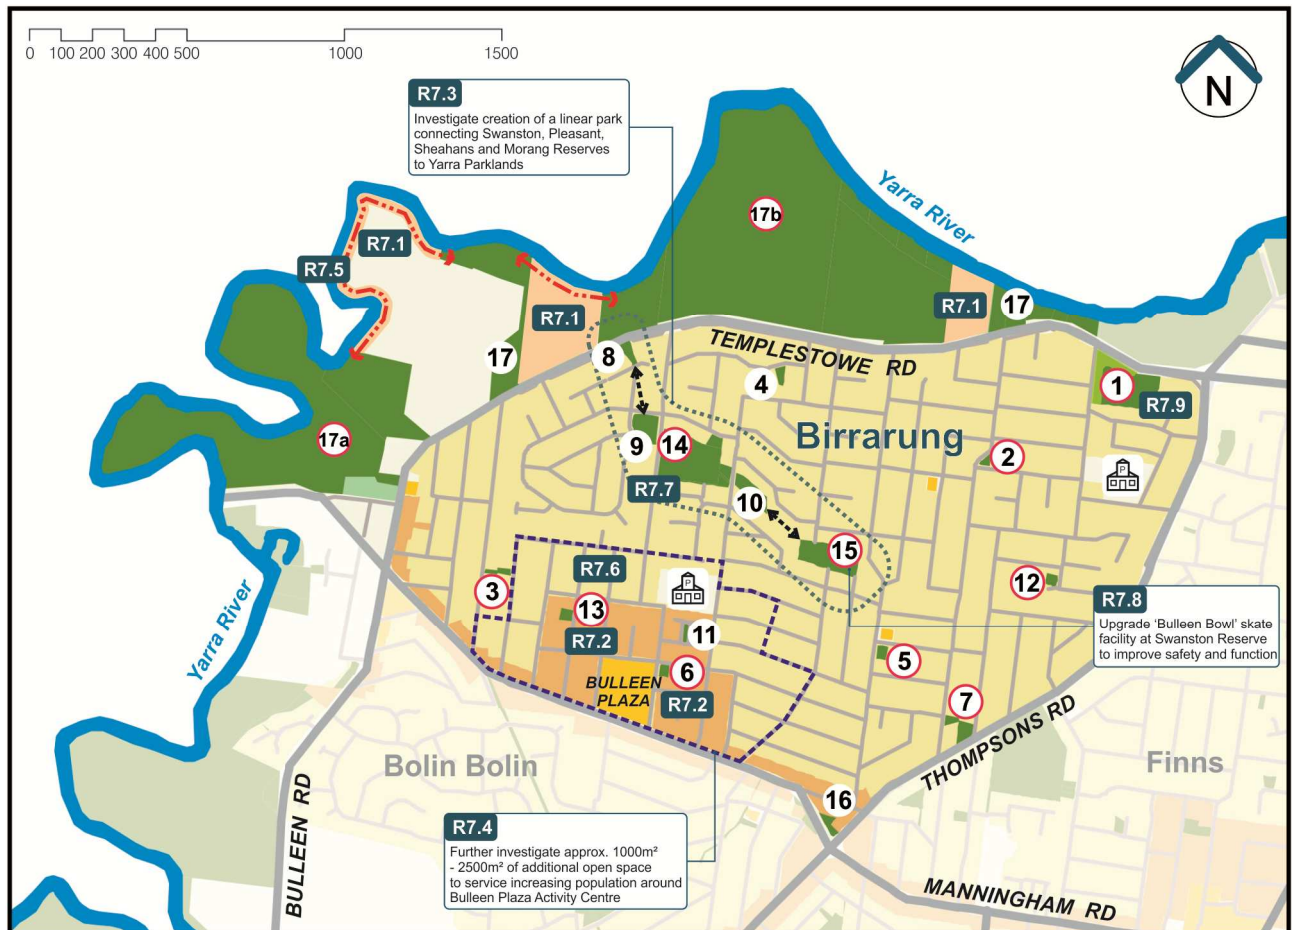 0 100 200 300 400 500 1000 1500
N
R7.3
Investigate creation of a linear park
connecting Swanston, Pleasant,
Sheahans and Morang Reserves
to Yarra Parklands
Yarra River
17b
R7.1
R7.5
R7.1
R7.1
17
17
8
TEMPLESTOWE RD
4
1
R7.9
17a
9
14
Birrarung
2
P
R7.7
10
15
R7.6
P
3
13
12
R7.8
Upgrade ‘Bulleen Bowl’ skate
facility at Swanston Reserve
to improve safety and function
R7.2
11
5
6
BULLEEN
PLAZA
R7.2
7
Yarra River
THOMPSONS RD
Bolin Bolin
Finns
16
BULLEEN RD
R7.4
Further investigate approx. 1000m²
- 2500m² of additional open space
to service increasing population around
Bulleen Plaza Activity Centre
MANNINGHAM RD